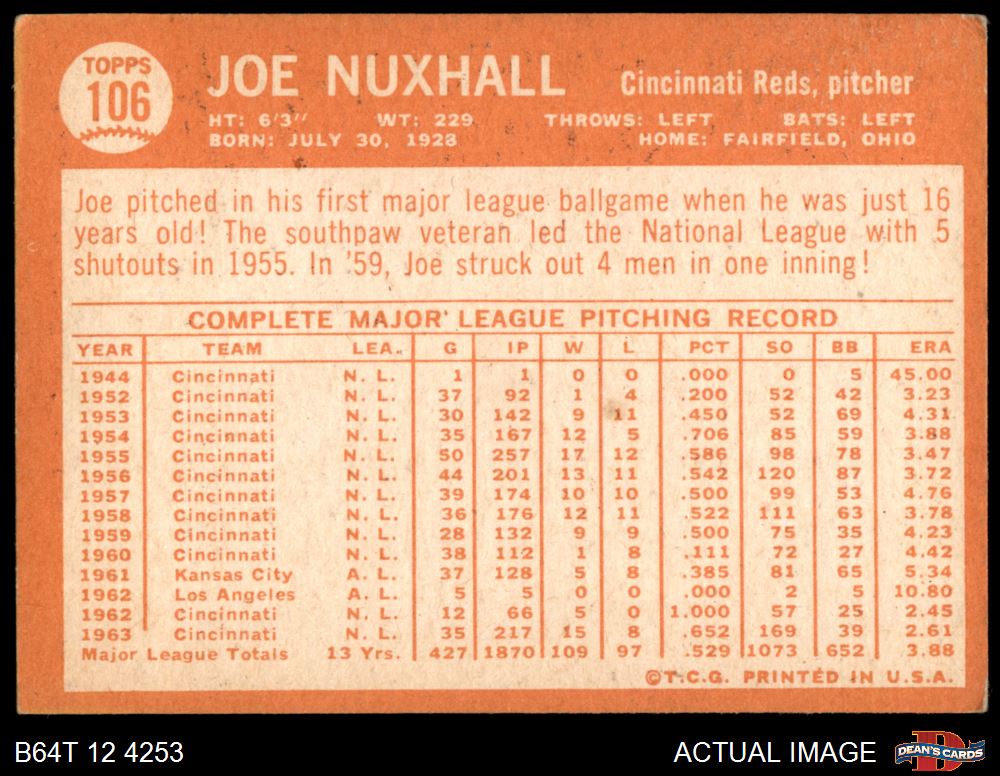 TOPPS
106
JOE NUXHALL
Cincinnati Reds, pitcher
HT: 6'3" WT: 229 THROWS: LEFT BATS: LEFT
BORN: JULY 30, 1928 HOME: FAIRFIELD, OHIO
Joe pitched in his first major league ballgame when he was just 16
years old! The southpaw veteran led the National League with 5
shutouts in 1955. In '59, Joe struck out 4 men in one inning!
COMPLETE MAJOR LEAGUE PITCHING RECORD
YEAR TEAM LEA. G IP W L PCT SO BB ERA
1944 Cincinnati N. L. 1 1 0 0 .000 0 5 45.00
1952 Cincinnati N. L. 37 92 1 4 .200 52 42 3.23
1953 Cincinnati N. L. 30 142 9 11 .450 52 69 4.31
1954 Cincinnati N. L. 35 167 12 5 .706 85 59 3.88
1955 Cincinnati N. L. 50 257 17 12 .586 98 78 3.47
1956 Cincinnati N. L. 44 201 13 11 .542 120 87 3.72
1957 Cincinnati N. L. 39 174 10 10 .500 99 53 4.76
1958 Cincinnati N. L. 36 176 12 11 .522 111 63 3.78
1959 Cincinnati N. L. 28 132 9 9 .500 75 35 4.23
1960 Cincinnati N. L. 38 112 1 8 .111 72 27 4.42
1961 Kansas City A. L. 37 128 5 8 .385 81 65 5.34
1962 Los Angeles A. L. 5 5 0 0 .000 2 5 10.80
1962 Cincinnati N. L. 12 66 5 0 1.000 57 25 2.45
1963 Cincinnati N. L. 35 217 15 8 .652 169 39 2.61
Major League Totals 13 Yrs. 427 1870 109 97 .529 1073 652 3.88
©T.C.G. PRINTED IN U.S.A.
B64T 12 4253
ACTUAL IMAGE
D
DEAN'S CARDS